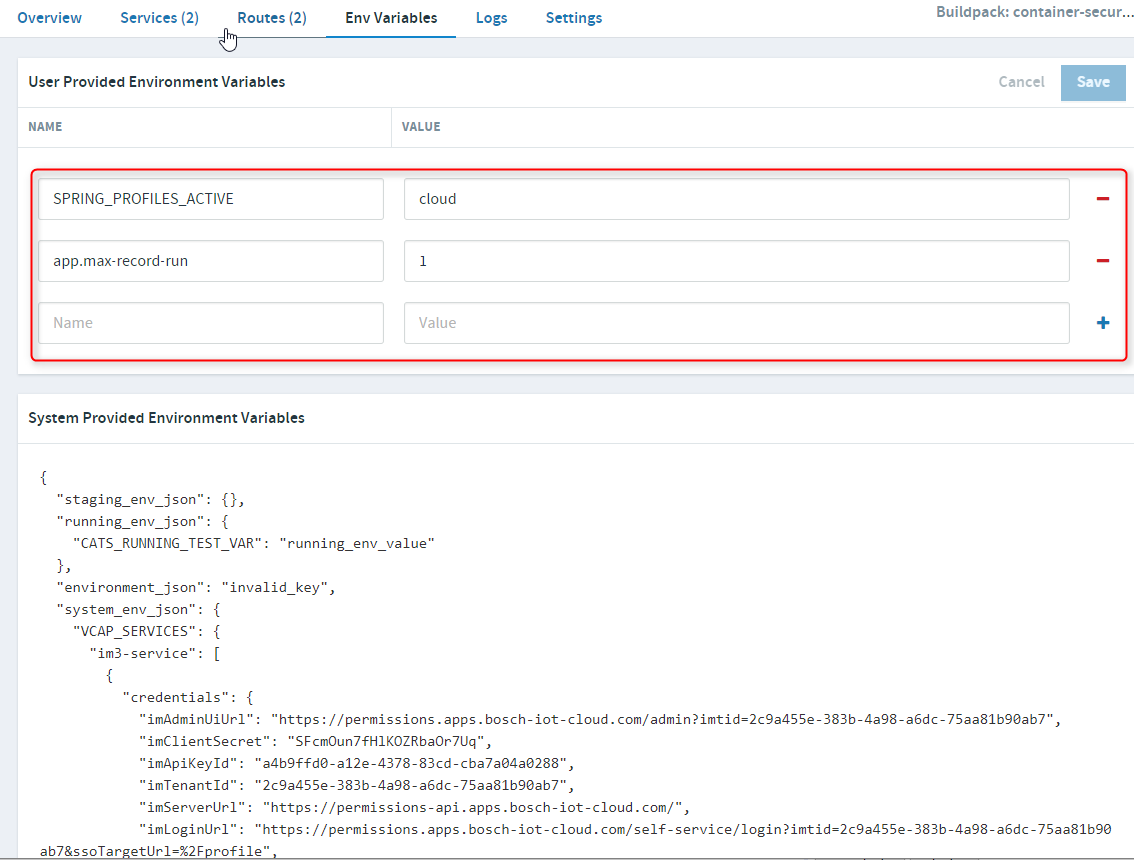 Overview Services (2) Routes (2) Env Variables Logs Settings Buildpack: container-secur...
User Provided Environment Variables Cancel Save
NAME VALUE
SPRING_PROFILES_ACTIVE cloud
app.max-record-run 1
Name Value
System Provided Environment Variables
{
"staging_env_json": {},
"running_env_json": {
"CATS_RUNNING_TEST_VAR": "running_env_value"
},
"environment_json": "invalid_key",
"system_env_json": {
"VCAP_SERVICES": {
"im3-service": [
{
"credentials": {
"imAdminUiUrl": "https://permissions.apps.bosch-iot-cloud.com/admin?imtid=2c9a455e-383b-4a98-a6dc-75aa81b90ab7",
"imClientSecret": "SFcmOun7fHlKOZRbaOr7Uq",
"imApiKeyId": "a4b9ffd0-a12e-4378-83cd-cba7a04a0288",
"imTenantId": "2c9a455e-383b-4a98-a6dc-75aa81b90ab7",
"imServerUrl": "https://permissions-api.apps.bosch-iot-cloud.com/",
"imLoginUrl": "https://permissions.apps.bosch-iot-cloud.com/self-service/login?imtid=2c9a455e-383b-4a98-a6dc-75aa81b90
ab7&ssoTargetUrl=%2Fprofile",